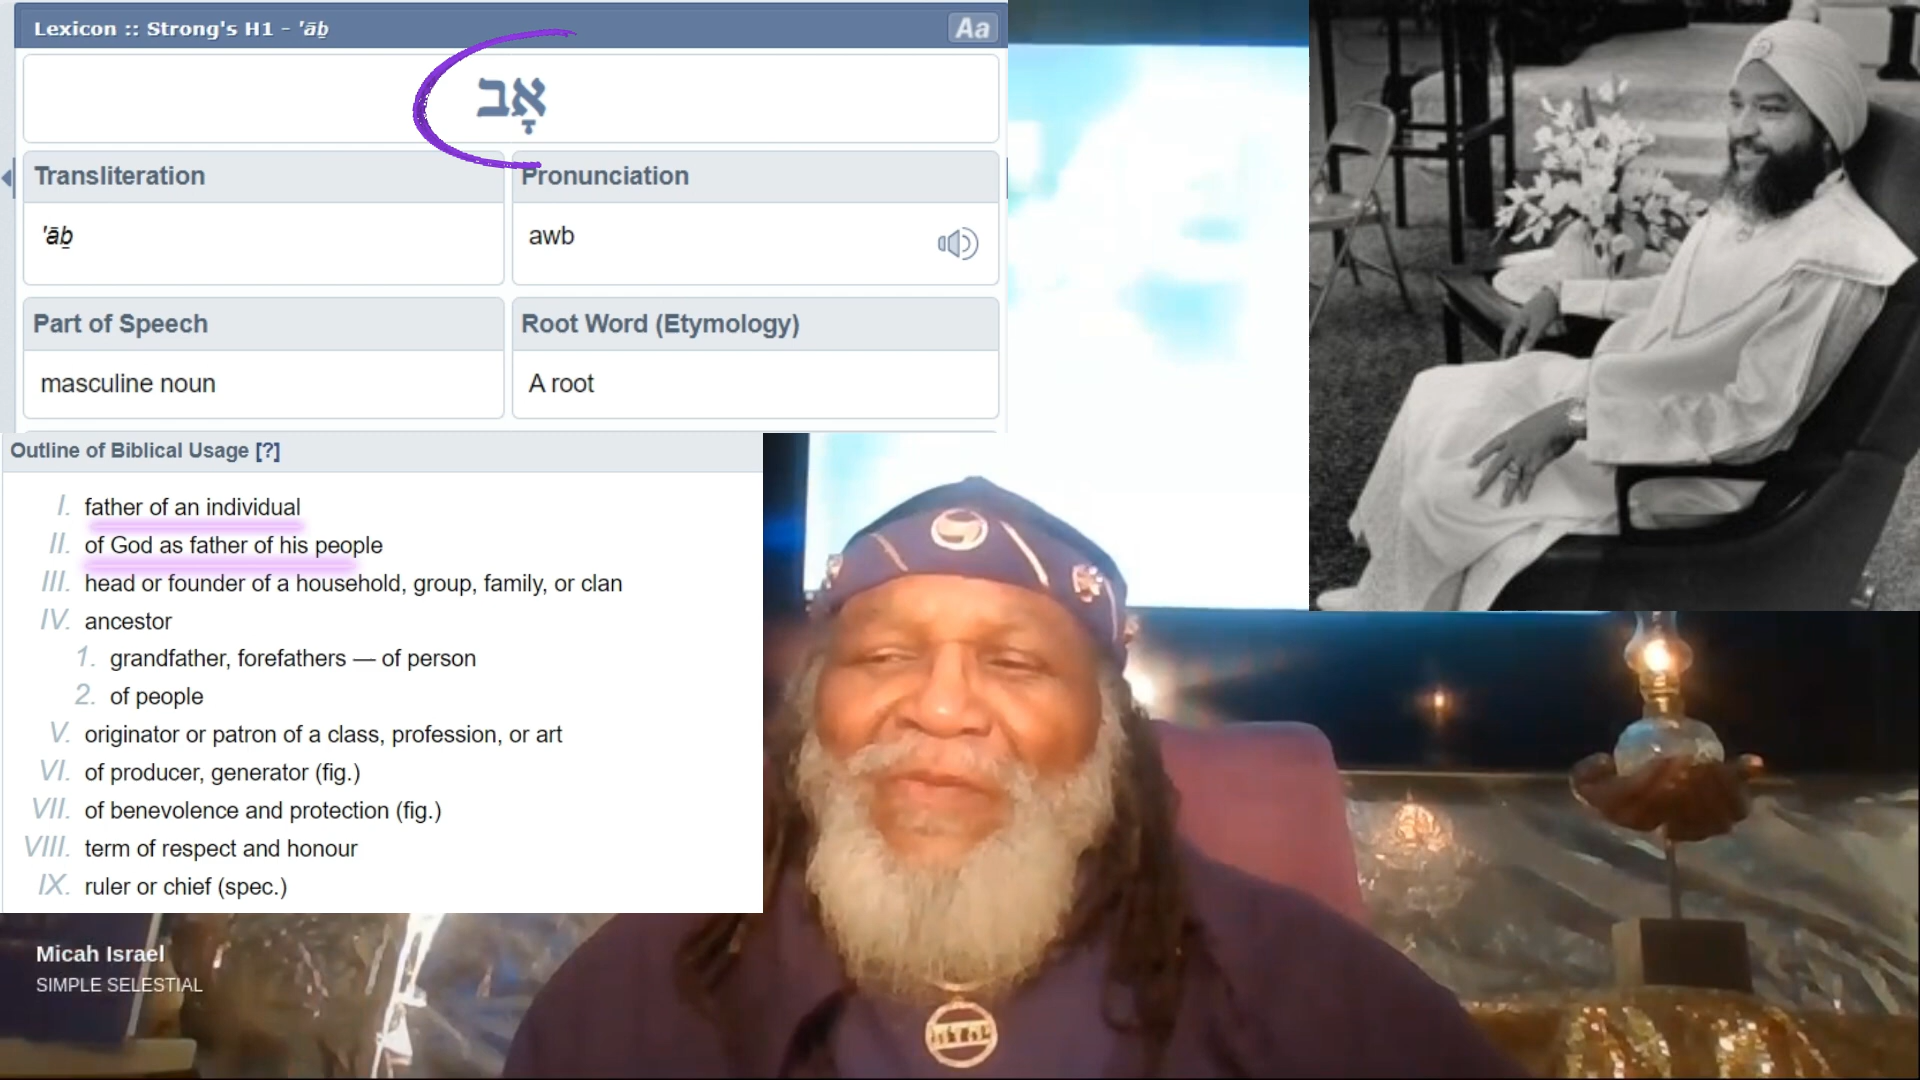 Lexicon :: Strong's H1 - 'āḇ
Aa
אָב
Transliteration
Pronunciation
'āḇ
awb
Part of Speech
Root Word (Etymology)
masculine noun
A root
Outline of Biblical Usage [?]
I. father of an individual
II. of God as father of his people
III. head or founder of a household, group, family, or clan
IV. ancestor
1. grandfather, forefathers — of person
2. of people
V. originator or patron of a class, profession, or art
VI. of producer, generator (fig.)
VII. of benevolence and protection (fig.)
VIII. term of respect and honour
IX. ruler or chief (spec.)
Micah Israel
SIMPLE SELESTIAL